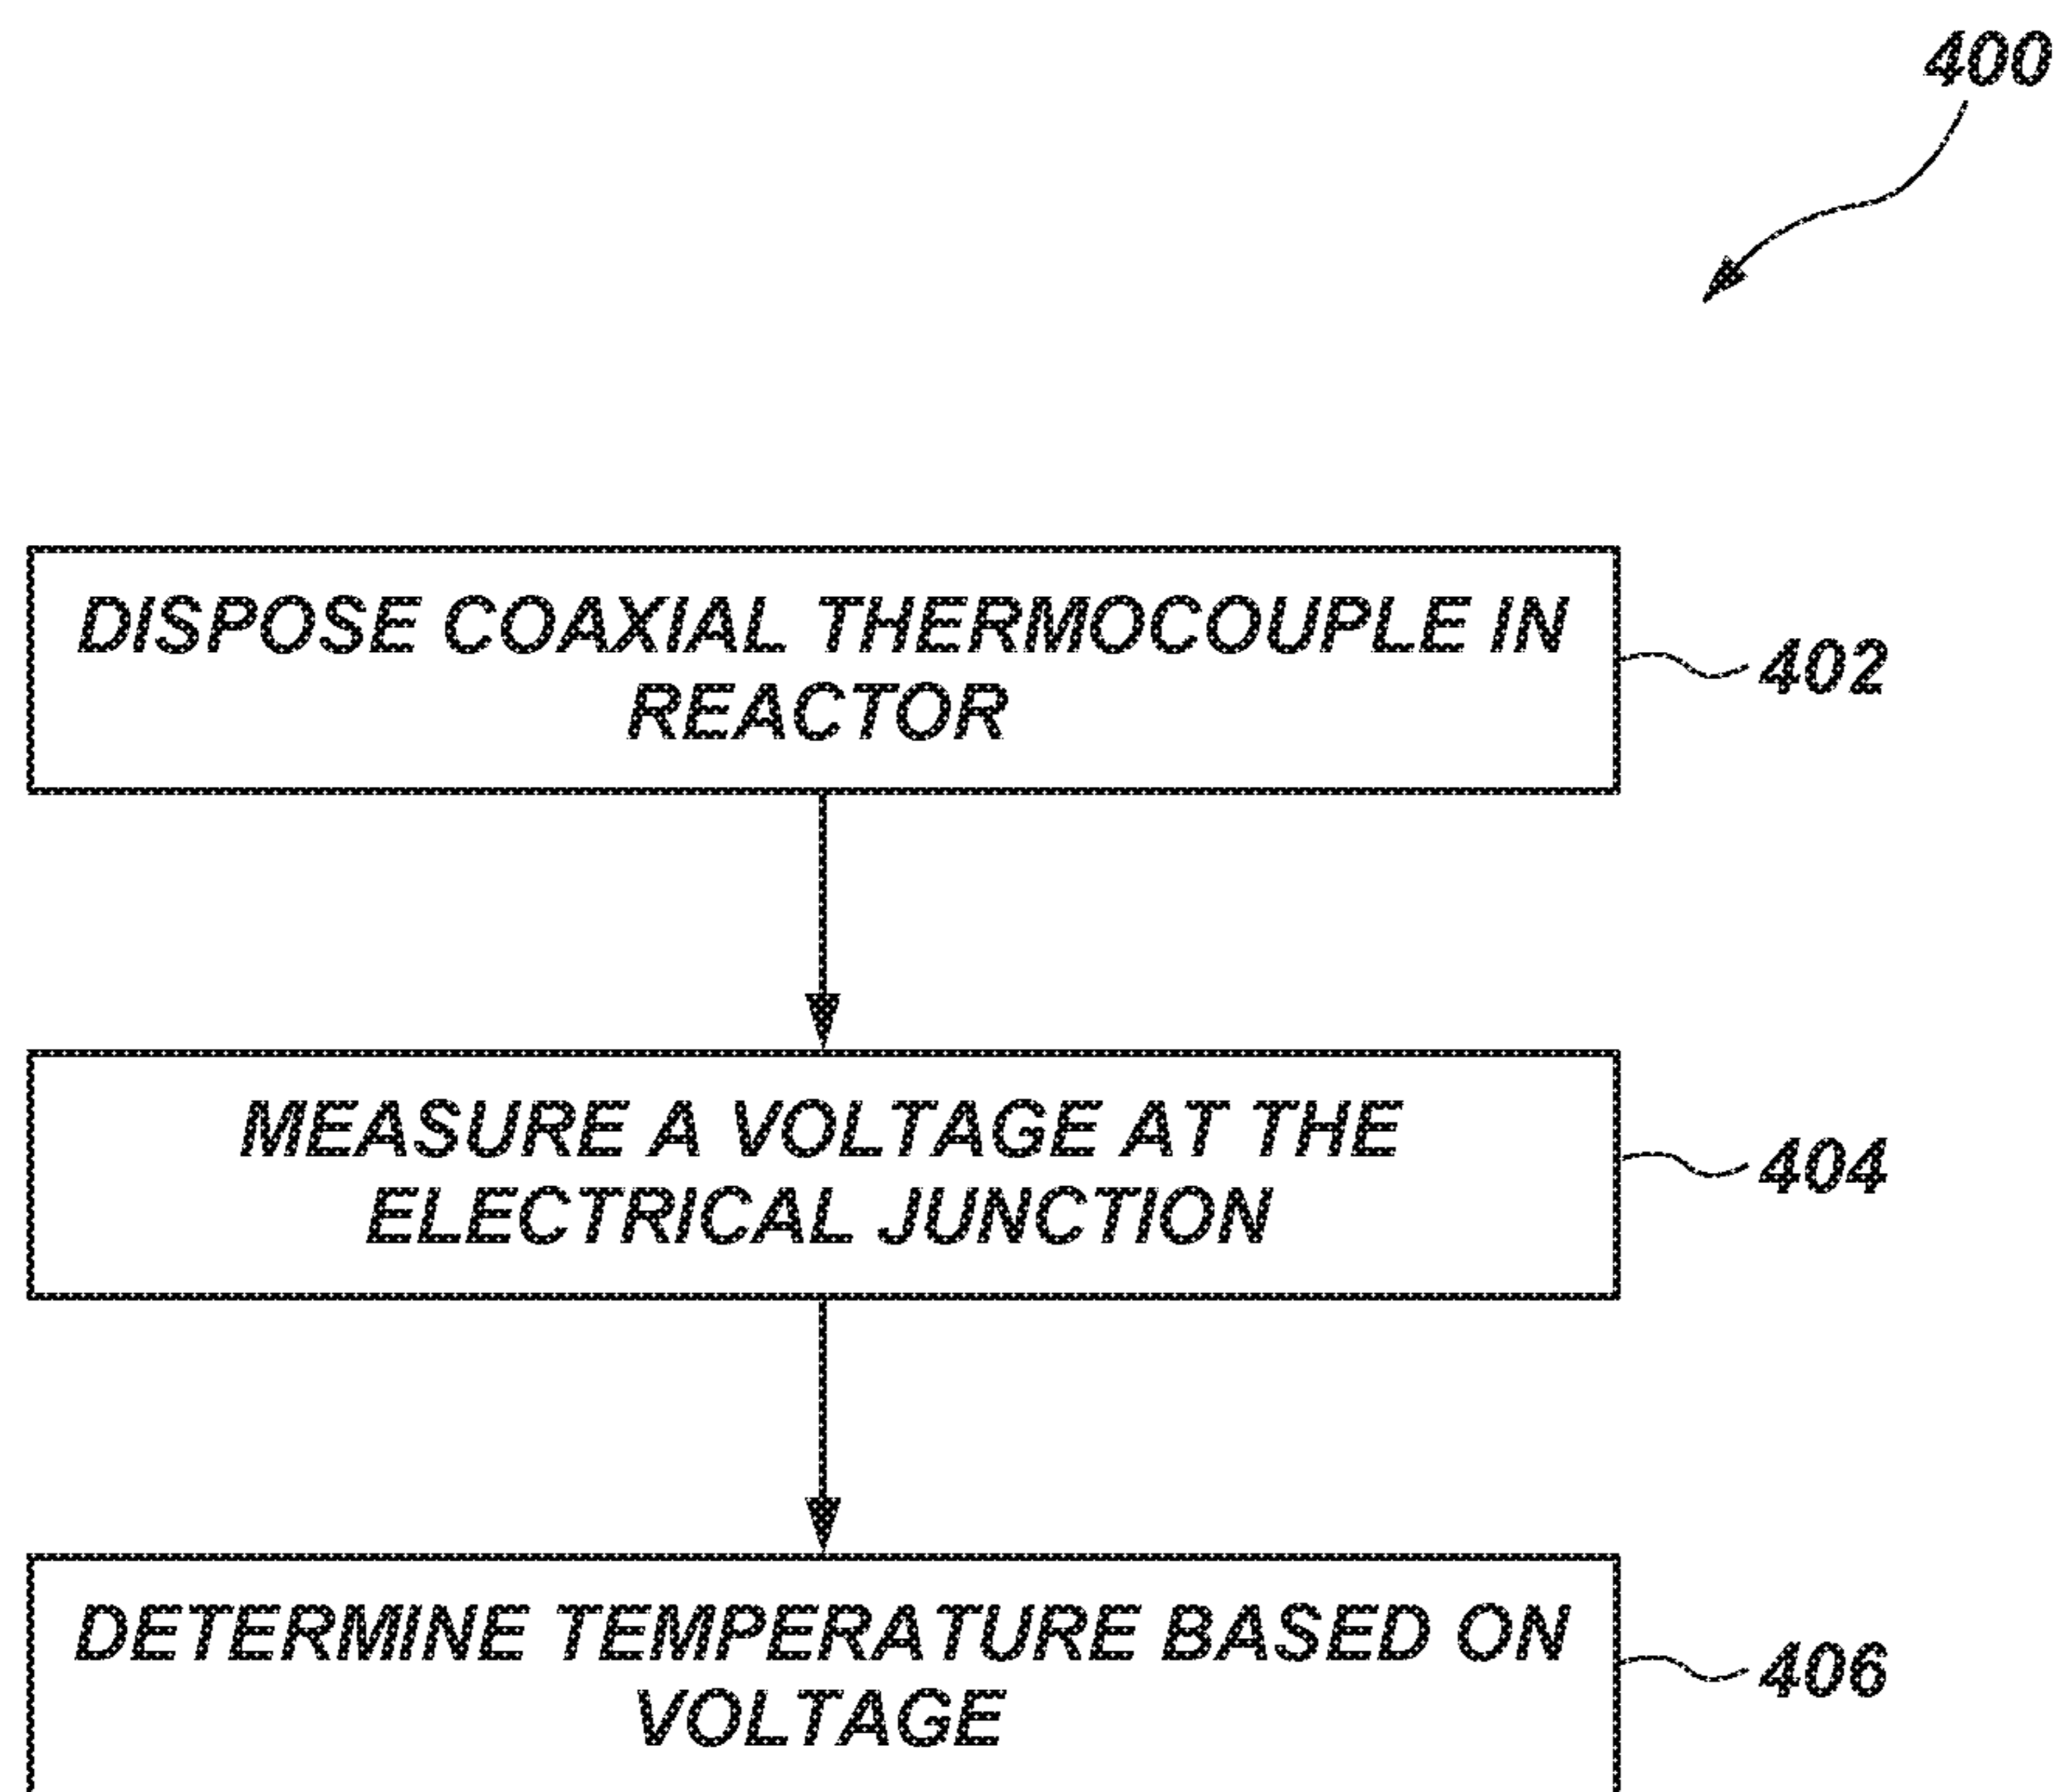 400
DISPOSE COAXIAL THERMOCOUPLE IN
REACTOR
402
MEASURE A VOLTAGE AT THE
ELECTRICAL JUNCTION
404
DETERMINE TEMPERATURE BASED ON
VOLTAGE
406